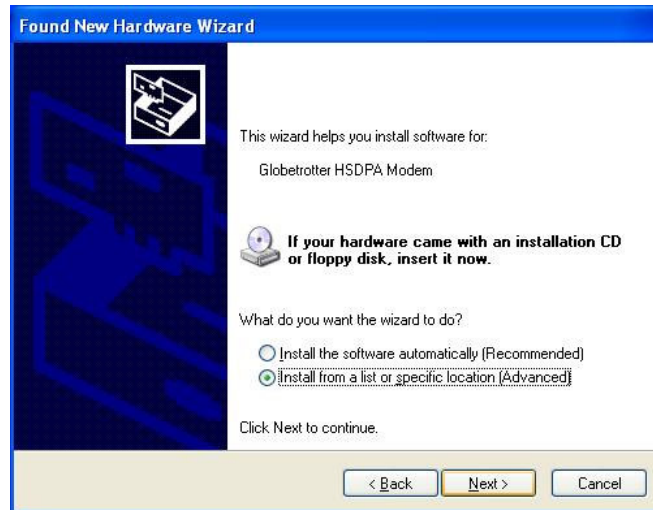 Found New Hardware Wizard
This wizard helps you install software for:
Globetrotter HSDPA Modem
If your hardware came with an installation CD
or floppy disk, insert it now.
What do you want the wizard to do?
Install the software automatically (Recommended)
Install from a list or specific location (Advanced)
Click Next to continue.
< Back Next > Cancel